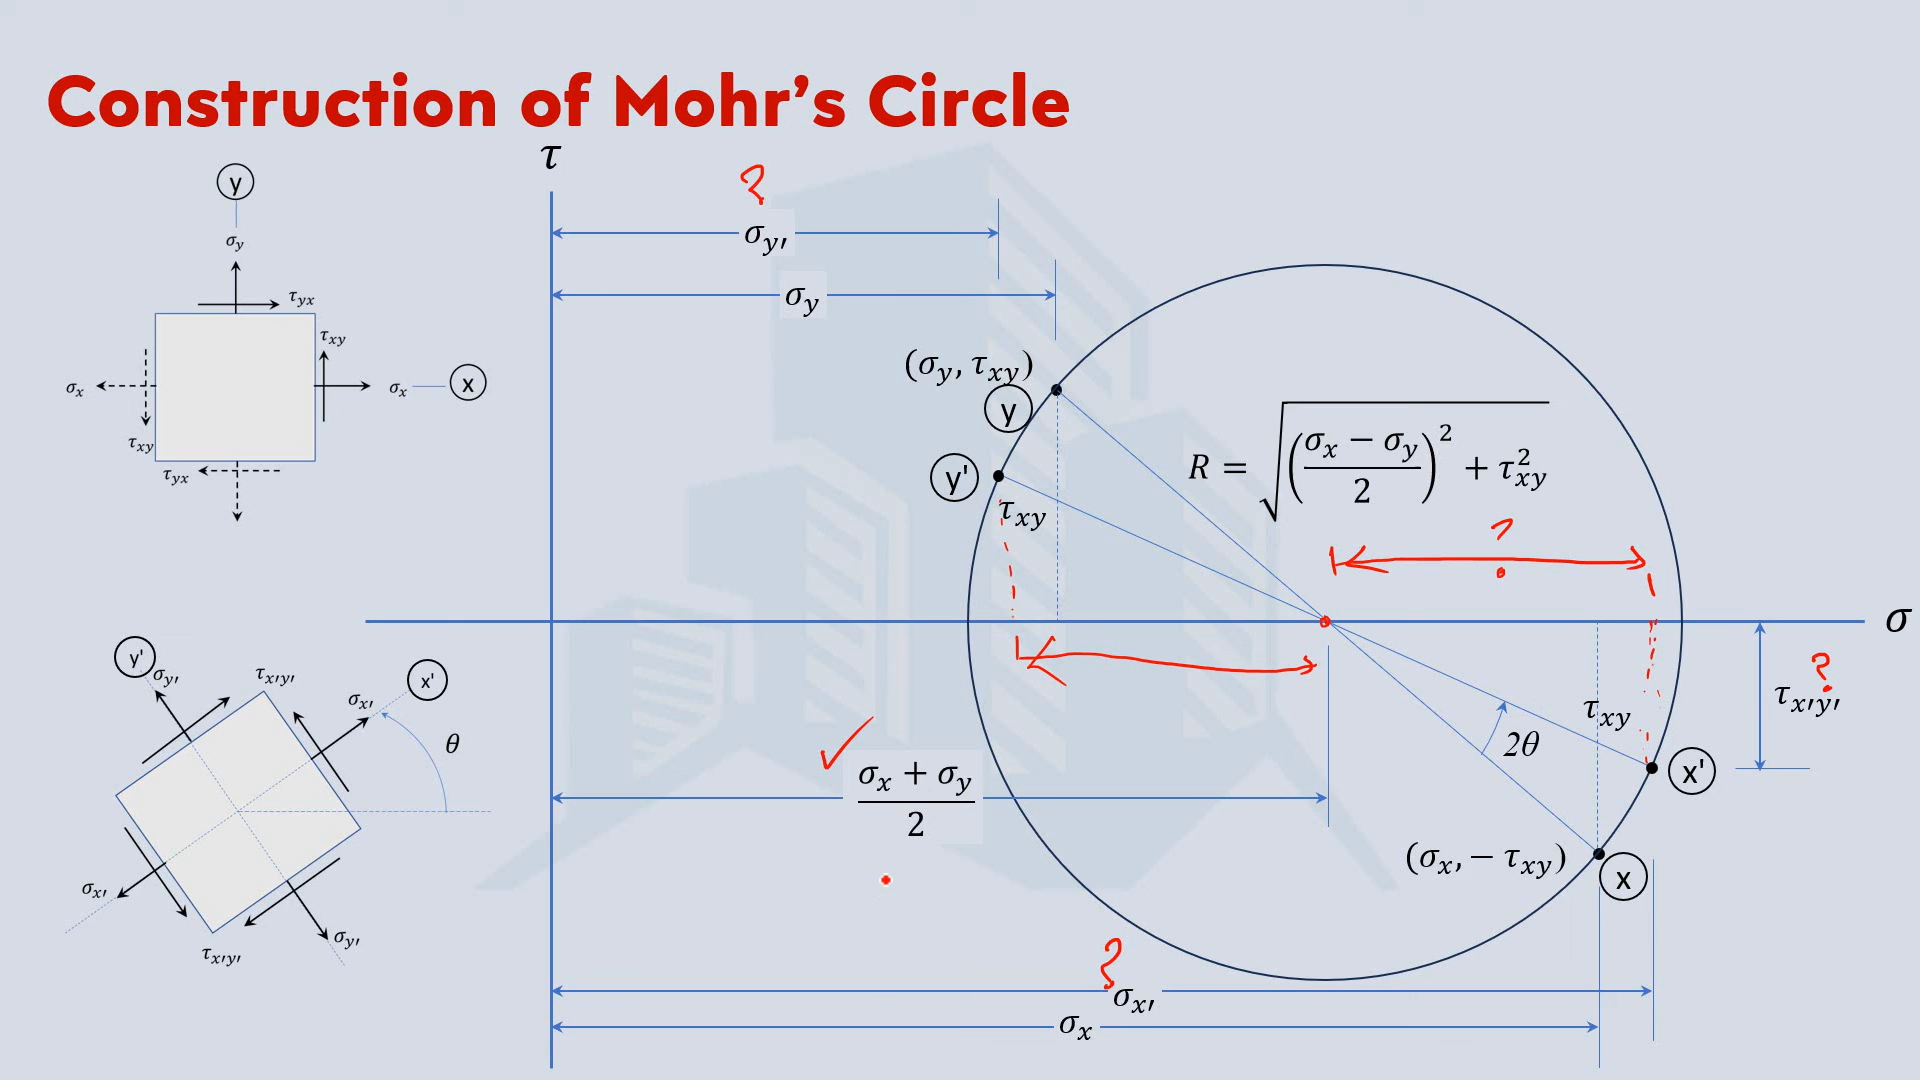 Construction of Mohr’s Circle
τ
y
σy
τyx
τxy
σx
σx
x
τxy
τyx
y'
σy′
τx′y′
σx′
x'
θ
σx′
σy′
τx′y′
?
σy′
σy
(σy, τxy)
y
y'
τxy
R = √((σx − σy)/2)² + τ²xy
?
σ
?
τx′y′
τxy
2θ
x'
(σx + σy)/2
(σx, − τxy)
x
?
σx′
σx